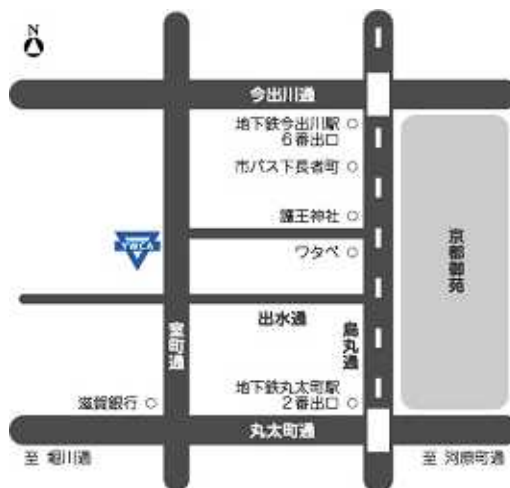 N
今出川通
地下鉄今出川駅
6番出口
市バス下長者町
護王神社
YWCA
ワタベ
京都御苑
出水通
室町通
烏丸通
地下鉄丸太町駅
2番出口
滋賀銀行
丸太町通
至 堀川通
至 河原町通